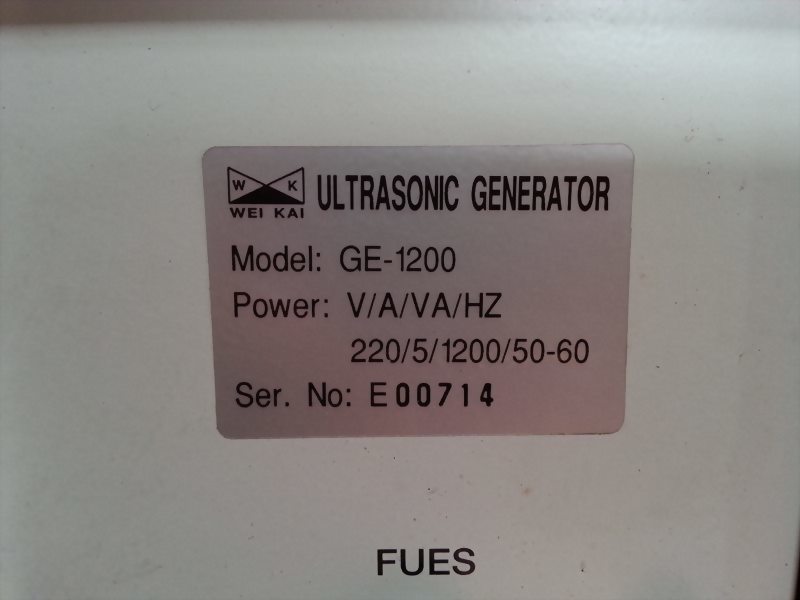 W K
WEI KAI
ULTRASONIC GENERATOR
Model: GE-1200
Power: V/A/VA/HZ
220/5/1200/50-60
Ser. No: E00714
FUES